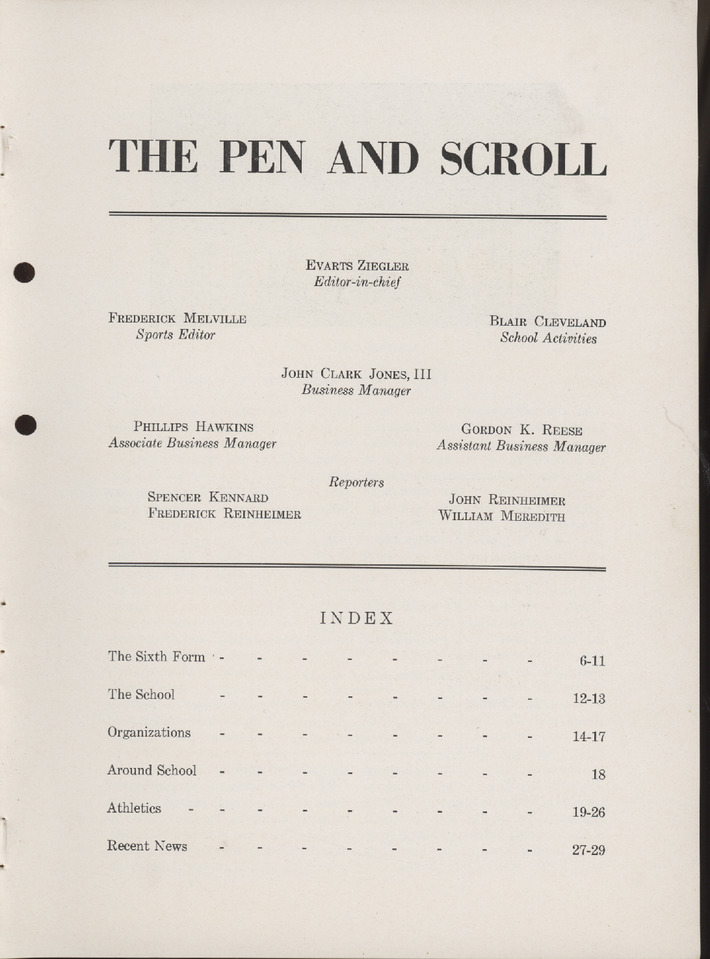 THE PEN AND SCROLL
EVARTS ZIEGLER
Editor-in-chief
FREDERICK MELVILLE
Sports Editor
BLAIR CLEVELAND
School Activities
JOHN CLARK JONES, III
Business Manager
PHILLIPS HAWKINS
Associate Business Manager
GORDON K. REESE
Assistant Business Manager
Reporters
SPENCER KENNARD
FREDERICK REINHEIMER
JOHN REINHEIMER
WILLIAM MEREDITH
INDEX
The Sixth Form - - - - - - - - 6-11
The School - - - - - - - - 12-13
Organizations - - - - - - - - 14-17
Around School - - - - - - - - 18
Athletics - - - - - - - - - 19-26
Recent News - - - - - - - - 27-29